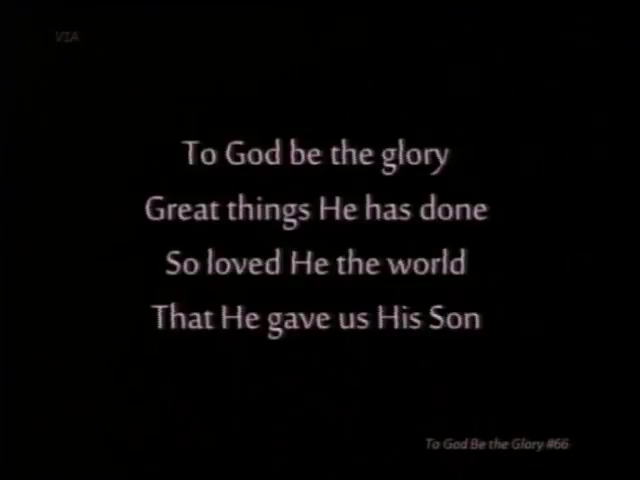 VIA
To God be the glory
Great things He has done
So loved He the world
That He gave us His Son
To God Be the Glory #66